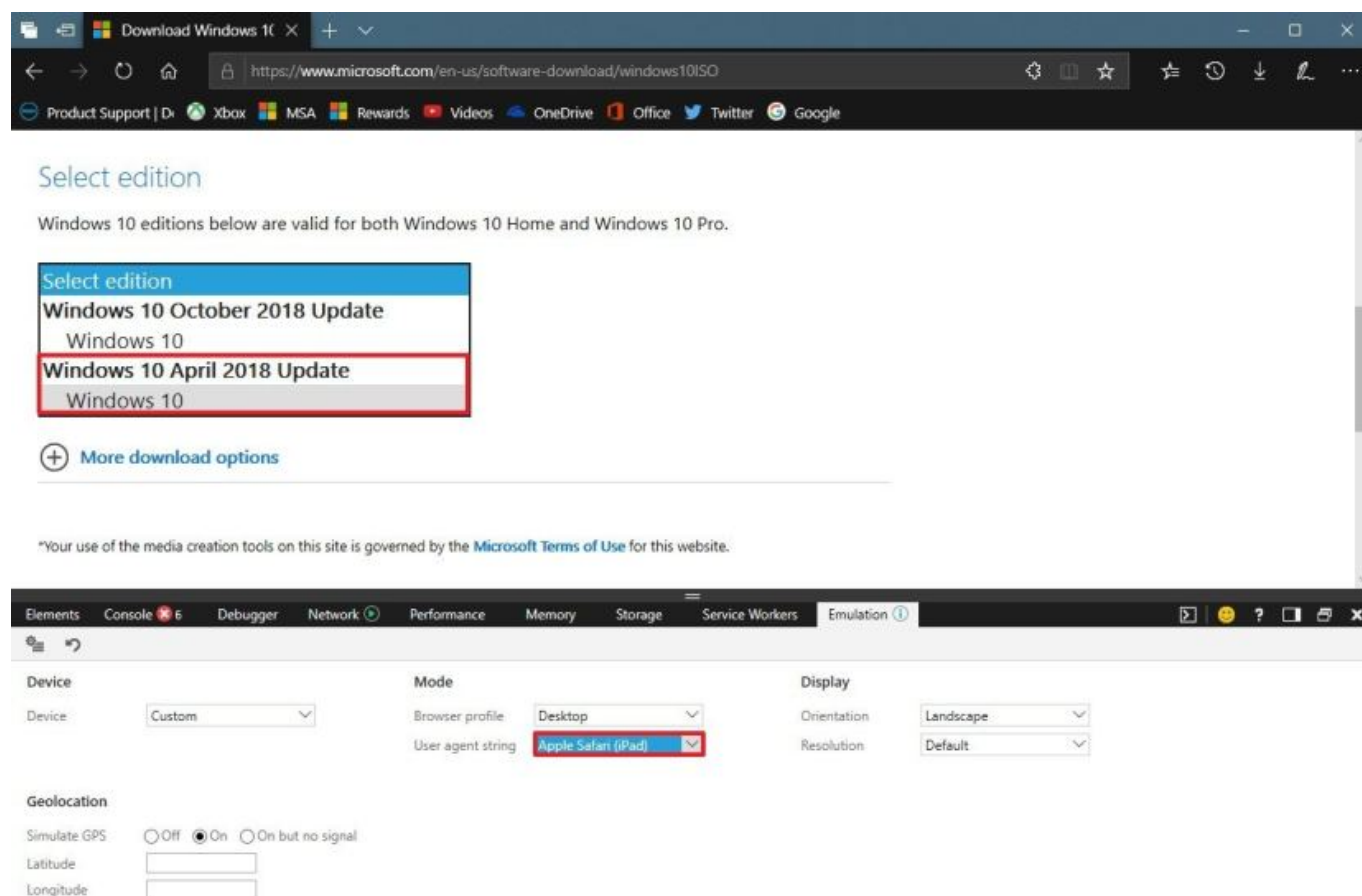 Download Windows 1(
https://www.microsoft.com/en-us/software-download/windows10ISO
Product Support | D Xbox MSA Rewards Videos OneDrive Office Twitter Google
Select edition
Windows 10 editions below are valid for both Windows 10 Home and Windows 10 Pro.
Select edition
Windows 10 October 2018 Update
Windows 10
Windows 10 April 2018 Update
Windows 10
More download options
*Your use of the media creation tools on this site is governed by the Microsoft Terms of Use for this website.
Elements Console 6 Debugger Network Performance Memory Storage Service Workers Emulation
Device Mode Display
Device Custom Browser profile Desktop Orientation Landscape
User agent string Apple Safari (iPad) Resolution Default
Geolocation
Simulate GPS Off On On but no signal
Latitude
Longitude